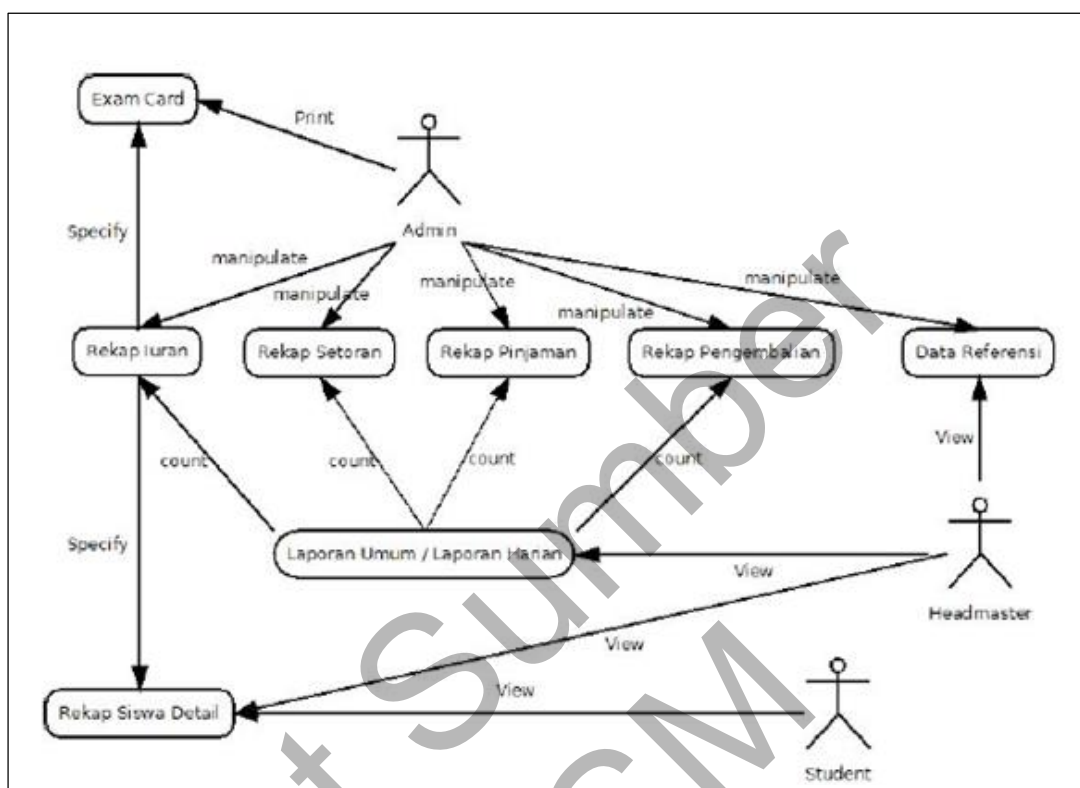 Exam Card
Print
Admin
Specify
manipulate
manipulate
manipulate
manipulate
manipulate
Rekap Iuran
Rekap Setoran
Rekap Pinjaman
Rekap Pengembalian
Data Referensi
View
count
count
count
count
Specify
Laporan Umum / Laporan Harian
View
Headmaster
View
Rekap Siswa Detail
View
Student
t Sumber
CM